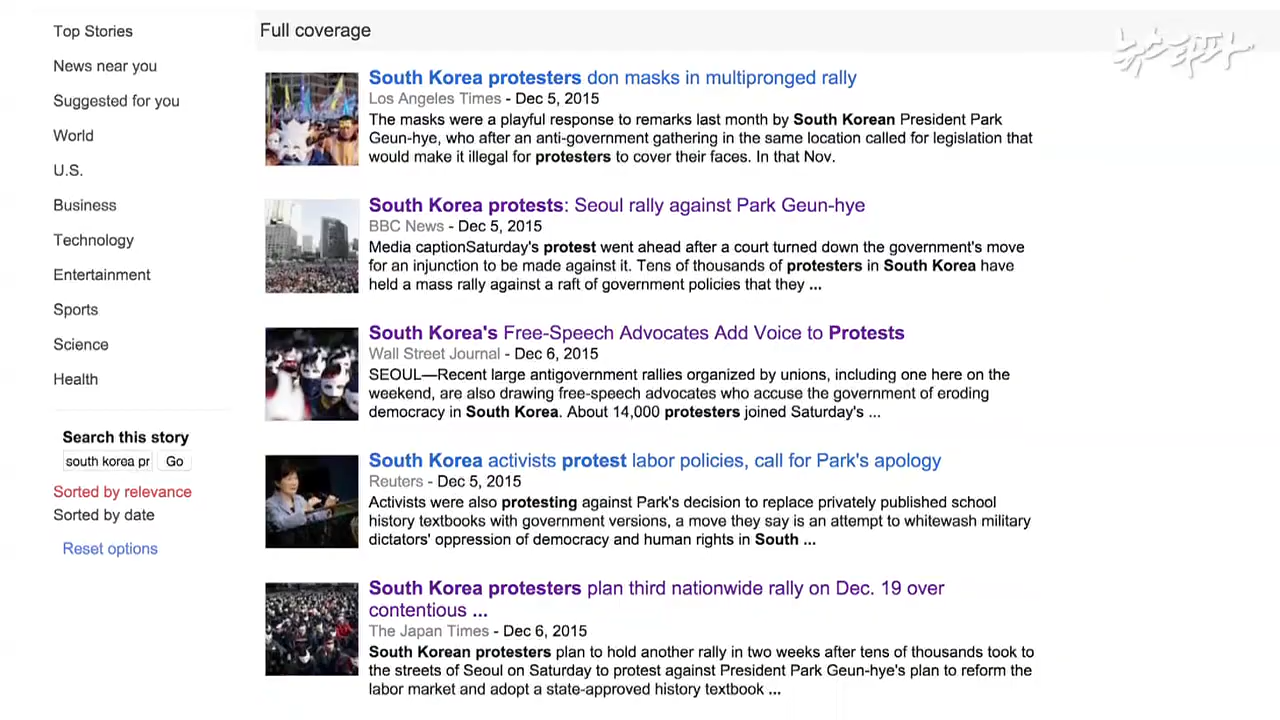 Top Stories
News near you
Suggested for you
World
U.S.
Business
Technology
Entertainment
Sports
Science
Health
Search this story
south korea pr Go
Sorted by relevance
Sorted by date
Reset options
Full coverage
뉴스타파
South Korea protesters don masks in multipronged rally
Los Angeles Times - Dec 5, 2015
The masks were a playful response to remarks last month by South Korean President Park
Geun-hye, who after an anti-government gathering in the same location called for legislation that
would make it illegal for protesters to cover their faces. In that Nov.
South Korea protests: Seoul rally against Park Geun-hye
BBC News - Dec 5, 2015
Media captionSaturday's protest went ahead after a court turned down the government's move
for an injunction to be made against it. Tens of thousands of protesters in South Korea have
held a mass rally against a raft of government policies that they ...
South Korea's Free-Speech Advocates Add Voice to Protests
Wall Street Journal - Dec 6, 2015
SEOUL—Recent large antigovernment rallies organized by unions, including one here on the
weekend, are also drawing free-speech advocates who accuse the government of eroding
democracy in South Korea. About 14,000 protesters joined Saturday's ...
South Korea activists protest labor policies, call for Park's apology
Reuters - Dec 5, 2015
Activists were also protesting against Park's decision to replace privately published school
history textbooks with government versions, a move they say is an attempt to whitewash military
dictators' oppression of democracy and human rights in South ...
South Korea protesters plan third nationwide rally on Dec. 19 over
contentious ...
The Japan Times - Dec 6, 2015
South Korean protesters plan to hold another rally in two weeks after tens of thousands took to
the streets of Seoul on Saturday to protest against President Park Geun-hye's plan to reform the
labor market and adopt a state-approved history textbook ...